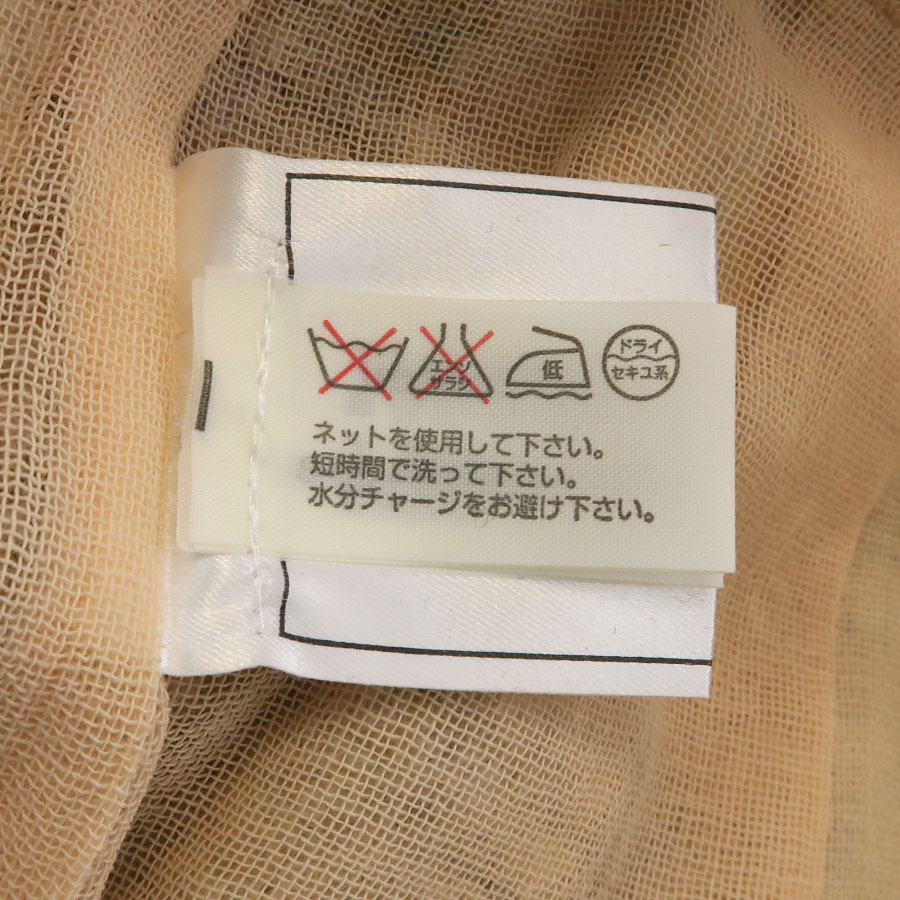 エンソ
サラシ
低
ドライ
セキユ系
ネットを使用して下さい。
短時間で洗って下さい。
水分チャージをお避け下さい。